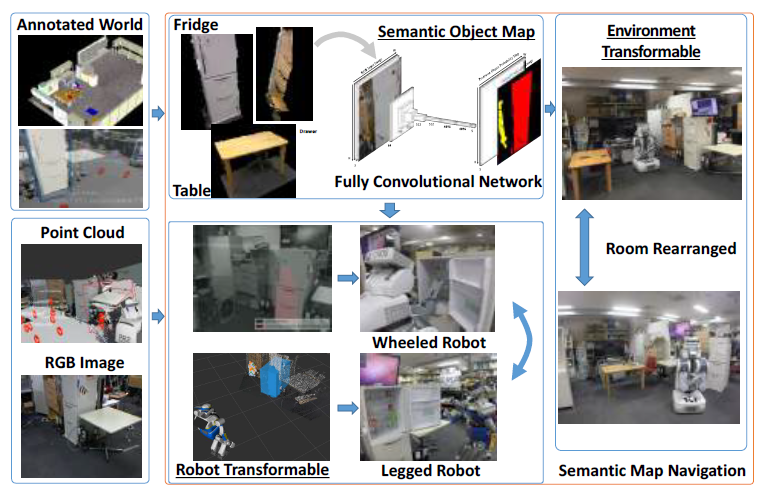 Annotated World
Fridge
Semantic Object Map
Drawer
Table
Fully Convolutional Network
Environment
Transformable
Room Rearranged
Point Cloud
RGB Image
Wheeled Robot
Robot Transformable
Legged Robot
Semantic Map Navigation